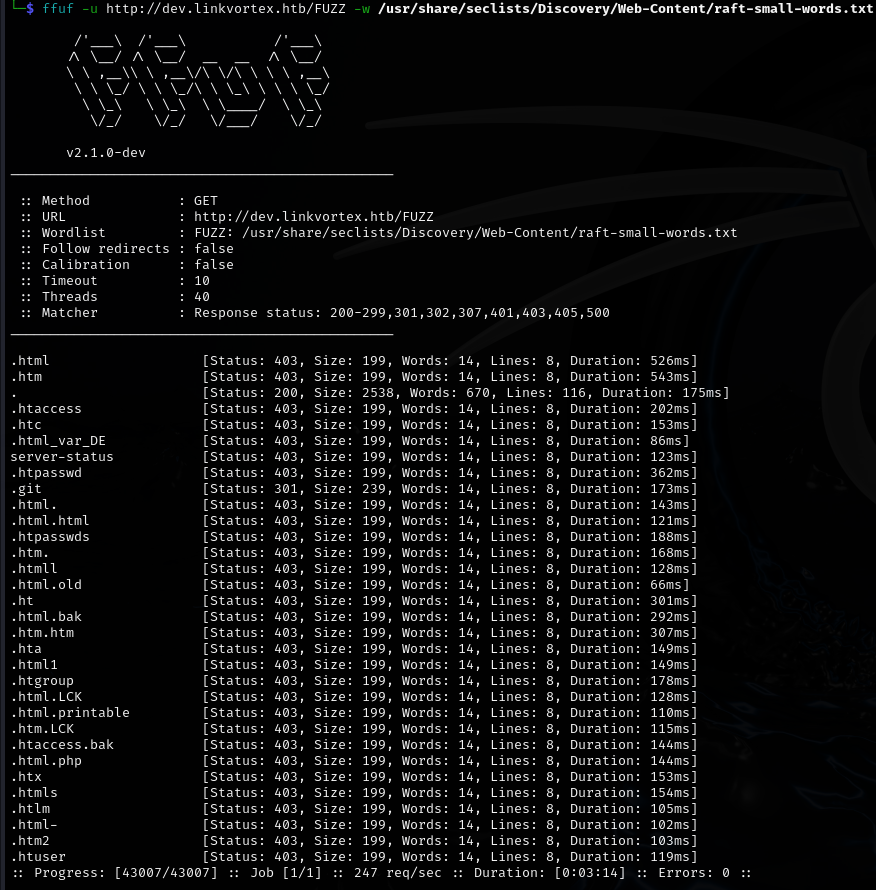 └─$ ffuf -u http://dev.linkvortex.htb/FUZZ -w /usr/share/seclists/Discovery/Web-Content/raft-small-words.txt
        /'___\  /'___\           /'___\
       /\ \__/ /\ \__/  __  __  /\ \__/
       \ \ ,__\\ \ ,__\/\ \/\ \ \ \ ,__\
        \ \ \_/ \ \ \_/\ \ \_\ \ \ \ \_/
         \ \_\   \ \_\  \ \____/  \ \_\
          \/_/    \/_/   \/___/    \/_/
       v2.1.0-dev
________________________________________________
 :: Method           : GET
 :: URL              : http://dev.linkvortex.htb/FUZZ
 :: Wordlist         : FUZZ: /usr/share/seclists/Discovery/Web-Content/raft-small-words.txt
 :: Follow redirects : false
 :: Calibration      : false
 :: Timeout          : 10
 :: Threads          : 40
 :: Matcher          : Response status: 200-299,301,302,307,401,403,405,500
________________________________________________
.html                   [Status: 403, Size: 199, Words: 14, Lines: 8, Duration: 526ms]
.htm                    [Status: 403, Size: 199, Words: 14, Lines: 8, Duration: 543ms]
.                       [Status: 200, Size: 2538, Words: 670, Lines: 116, Duration: 175ms]
.htaccess               [Status: 403, Size: 199, Words: 14, Lines: 8, Duration: 202ms]
.htc                    [Status: 403, Size: 199, Words: 14, Lines: 8, Duration: 153ms]
.html_var_DE            [Status: 403, Size: 199, Words: 14, Lines: 8, Duration: 86ms]
server-status           [Status: 403, Size: 199, Words: 14, Lines: 8, Duration: 123ms]
.htpasswd               [Status: 403, Size: 199, Words: 14, Lines: 8, Duration: 362ms]
.git                    [Status: 301, Size: 239, Words: 14, Lines: 8, Duration: 173ms]
.html.                  [Status: 403, Size: 199, Words: 14, Lines: 8, Duration: 143ms]
.html.html              [Status: 403, Size: 199, Words: 14, Lines: 8, Duration: 121ms]
.htpasswds              [Status: 403, Size: 199, Words: 14, Lines: 8, Duration: 188ms]
.htm.                   [Status: 403, Size: 199, Words: 14, Lines: 8, Duration: 168ms]
.htmll                  [Status: 403, Size: 199, Words: 14, Lines: 8, Duration: 128ms]
.html.old               [Status: 403, Size: 199, Words: 14, Lines: 8, Duration: 66ms]
.ht                     [Status: 403, Size: 199, Words: 14, Lines: 8, Duration: 301ms]
.html.bak               [Status: 403, Size: 199, Words: 14, Lines: 8, Duration: 292ms]
.htm.htm                [Status: 403, Size: 199, Words: 14, Lines: 8, Duration: 307ms]
.hta                    [Status: 403, Size: 199, Words: 14, Lines: 8, Duration: 149ms]
.html1                  [Status: 403, Size: 199, Words: 14, Lines: 8, Duration: 149ms]
.htgroup                [Status: 403, Size: 199, Words: 14, Lines: 8, Duration: 178ms]
.html.LCK               [Status: 403, Size: 199, Words: 14, Lines: 8, Duration: 128ms]
.html.printable         [Status: 403, Size: 199, Words: 14, Lines: 8, Duration: 110ms]
.htm.LCK                [Status: 403, Size: 199, Words: 14, Lines: 8, Duration: 115ms]
.htaccess.bak           [Status: 403, Size: 199, Words: 14, Lines: 8, Duration: 144ms]
.html.php               [Status: 403, Size: 199, Words: 14, Lines: 8, Duration: 144ms]
.htx                    [Status: 403, Size: 199, Words: 14, Lines: 8, Duration: 153ms]
.htmls                  [Status: 403, Size: 199, Words: 14, Lines: 8, Duration: 154ms]
.htlm                   [Status: 403, Size: 199, Words: 14, Lines: 8, Duration: 105ms]
.html-                  [Status: 403, Size: 199, Words: 14, Lines: 8, Duration: 102ms]
.htm2                   [Status: 403, Size: 199, Words: 14, Lines: 8, Duration: 103ms]
.htuser                 [Status: 403, Size: 199, Words: 14, Lines: 8, Duration: 119ms]
:: Progress: [43007/43007] :: Job [1/1] :: 247 req/sec :: Duration: [0:03:14] :: Errors: 0 ::